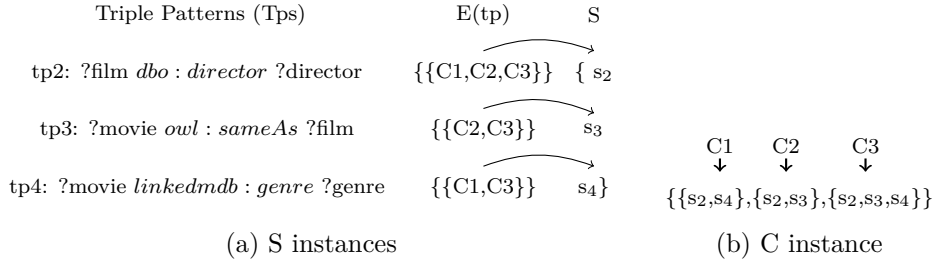 Triple Patterns (Tps) E(tp) S
tp2: ?film dbo : director ?director {{C1,C2,C3}} { s2
tp3: ?movie owl : sameAs ?film {{C2,C3}} s3
tp4: ?movie linkedmdb : genre ?genre {{C1,C3}} s4}
(a) S instances
C1 C2 C3
{{s2,s4},{s2,s3},{s2,s3,s4}}
(b) C instance